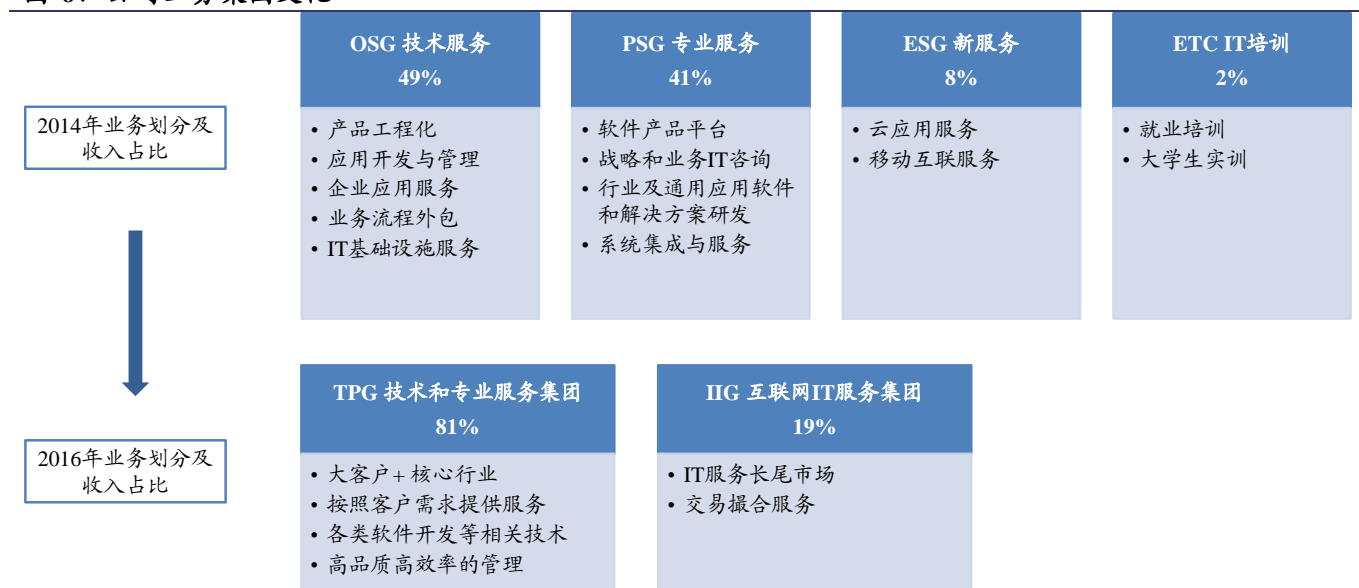 OSG 技术服务
49%
PSG 专业服务
41%
ESG 新服务
8%
ETC IT培训
2%
2014年业务划分及
收入占比
• 产品工程化
• 应用开发与管理
• 企业应用服务
• 业务流程外包
• IT基础设施服务
• 软件产品平台
• 战略和业务IT咨询
• 行业及通用应用软件
和解决方案研发
• 系统集成与服务
• 云应用服务
• 移动互联服务
• 就业培训
• 大学生实训
TPG 技术和专业服务集团
81%
IIG 互联网IT服务集团
19%
2016年业务划分及
收入占比
• 大客户+ 核心行业
• 按照客户需求提供服务
• 各类软件开发等相关技术
• 高品质高效率的管理
• IT服务长尾市场
• 交易撮合服务